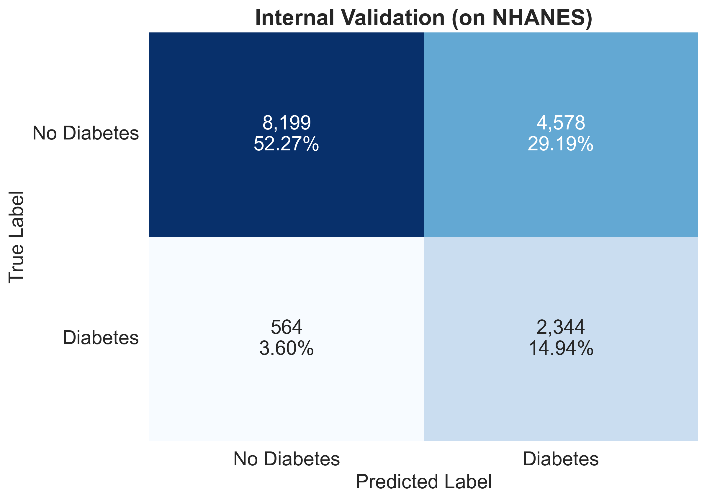 Internal Validation (on NHANES)
True Label
No Diabetes
8,199
52.27%
4,578
29.19%
Diabetes
564
3.60%
2,344
14.94%
No Diabetes
Diabetes
Predicted Label